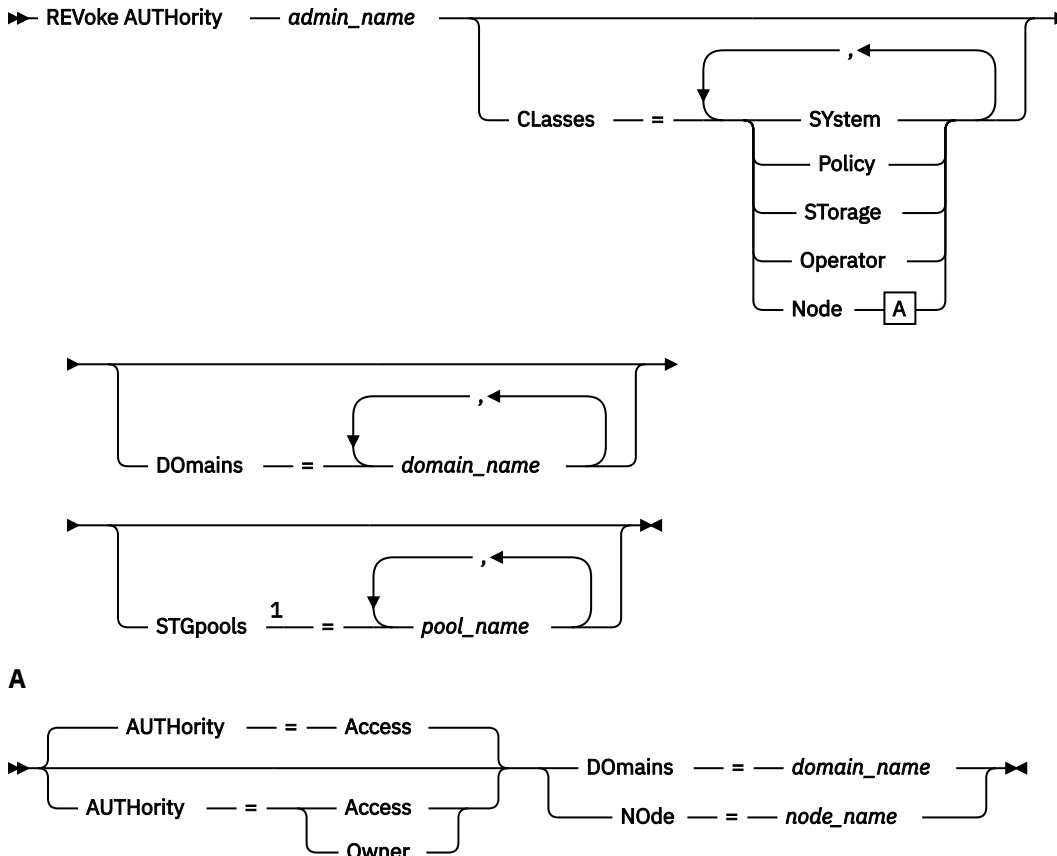 REVoke AUTHority admin_name
,
CLasses = SYstem
Policy
STorage
Operator
Node A
,
DOmains = domain_name
,
STGpools 1 = pool_name
A
AUTHority = Access
DOmains = domain_name
AUTHority = Access
NOde = node_name
Owner